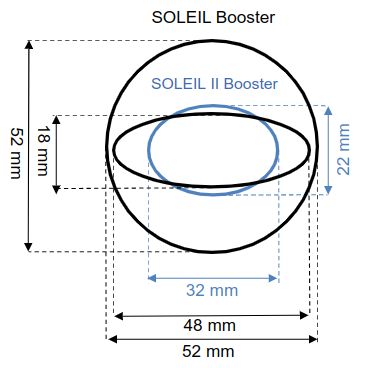 SOLEIL Booster
SOLEIL II Booster
52 mm
18 mm
22 mm
32 mm
48 mm
52 mm